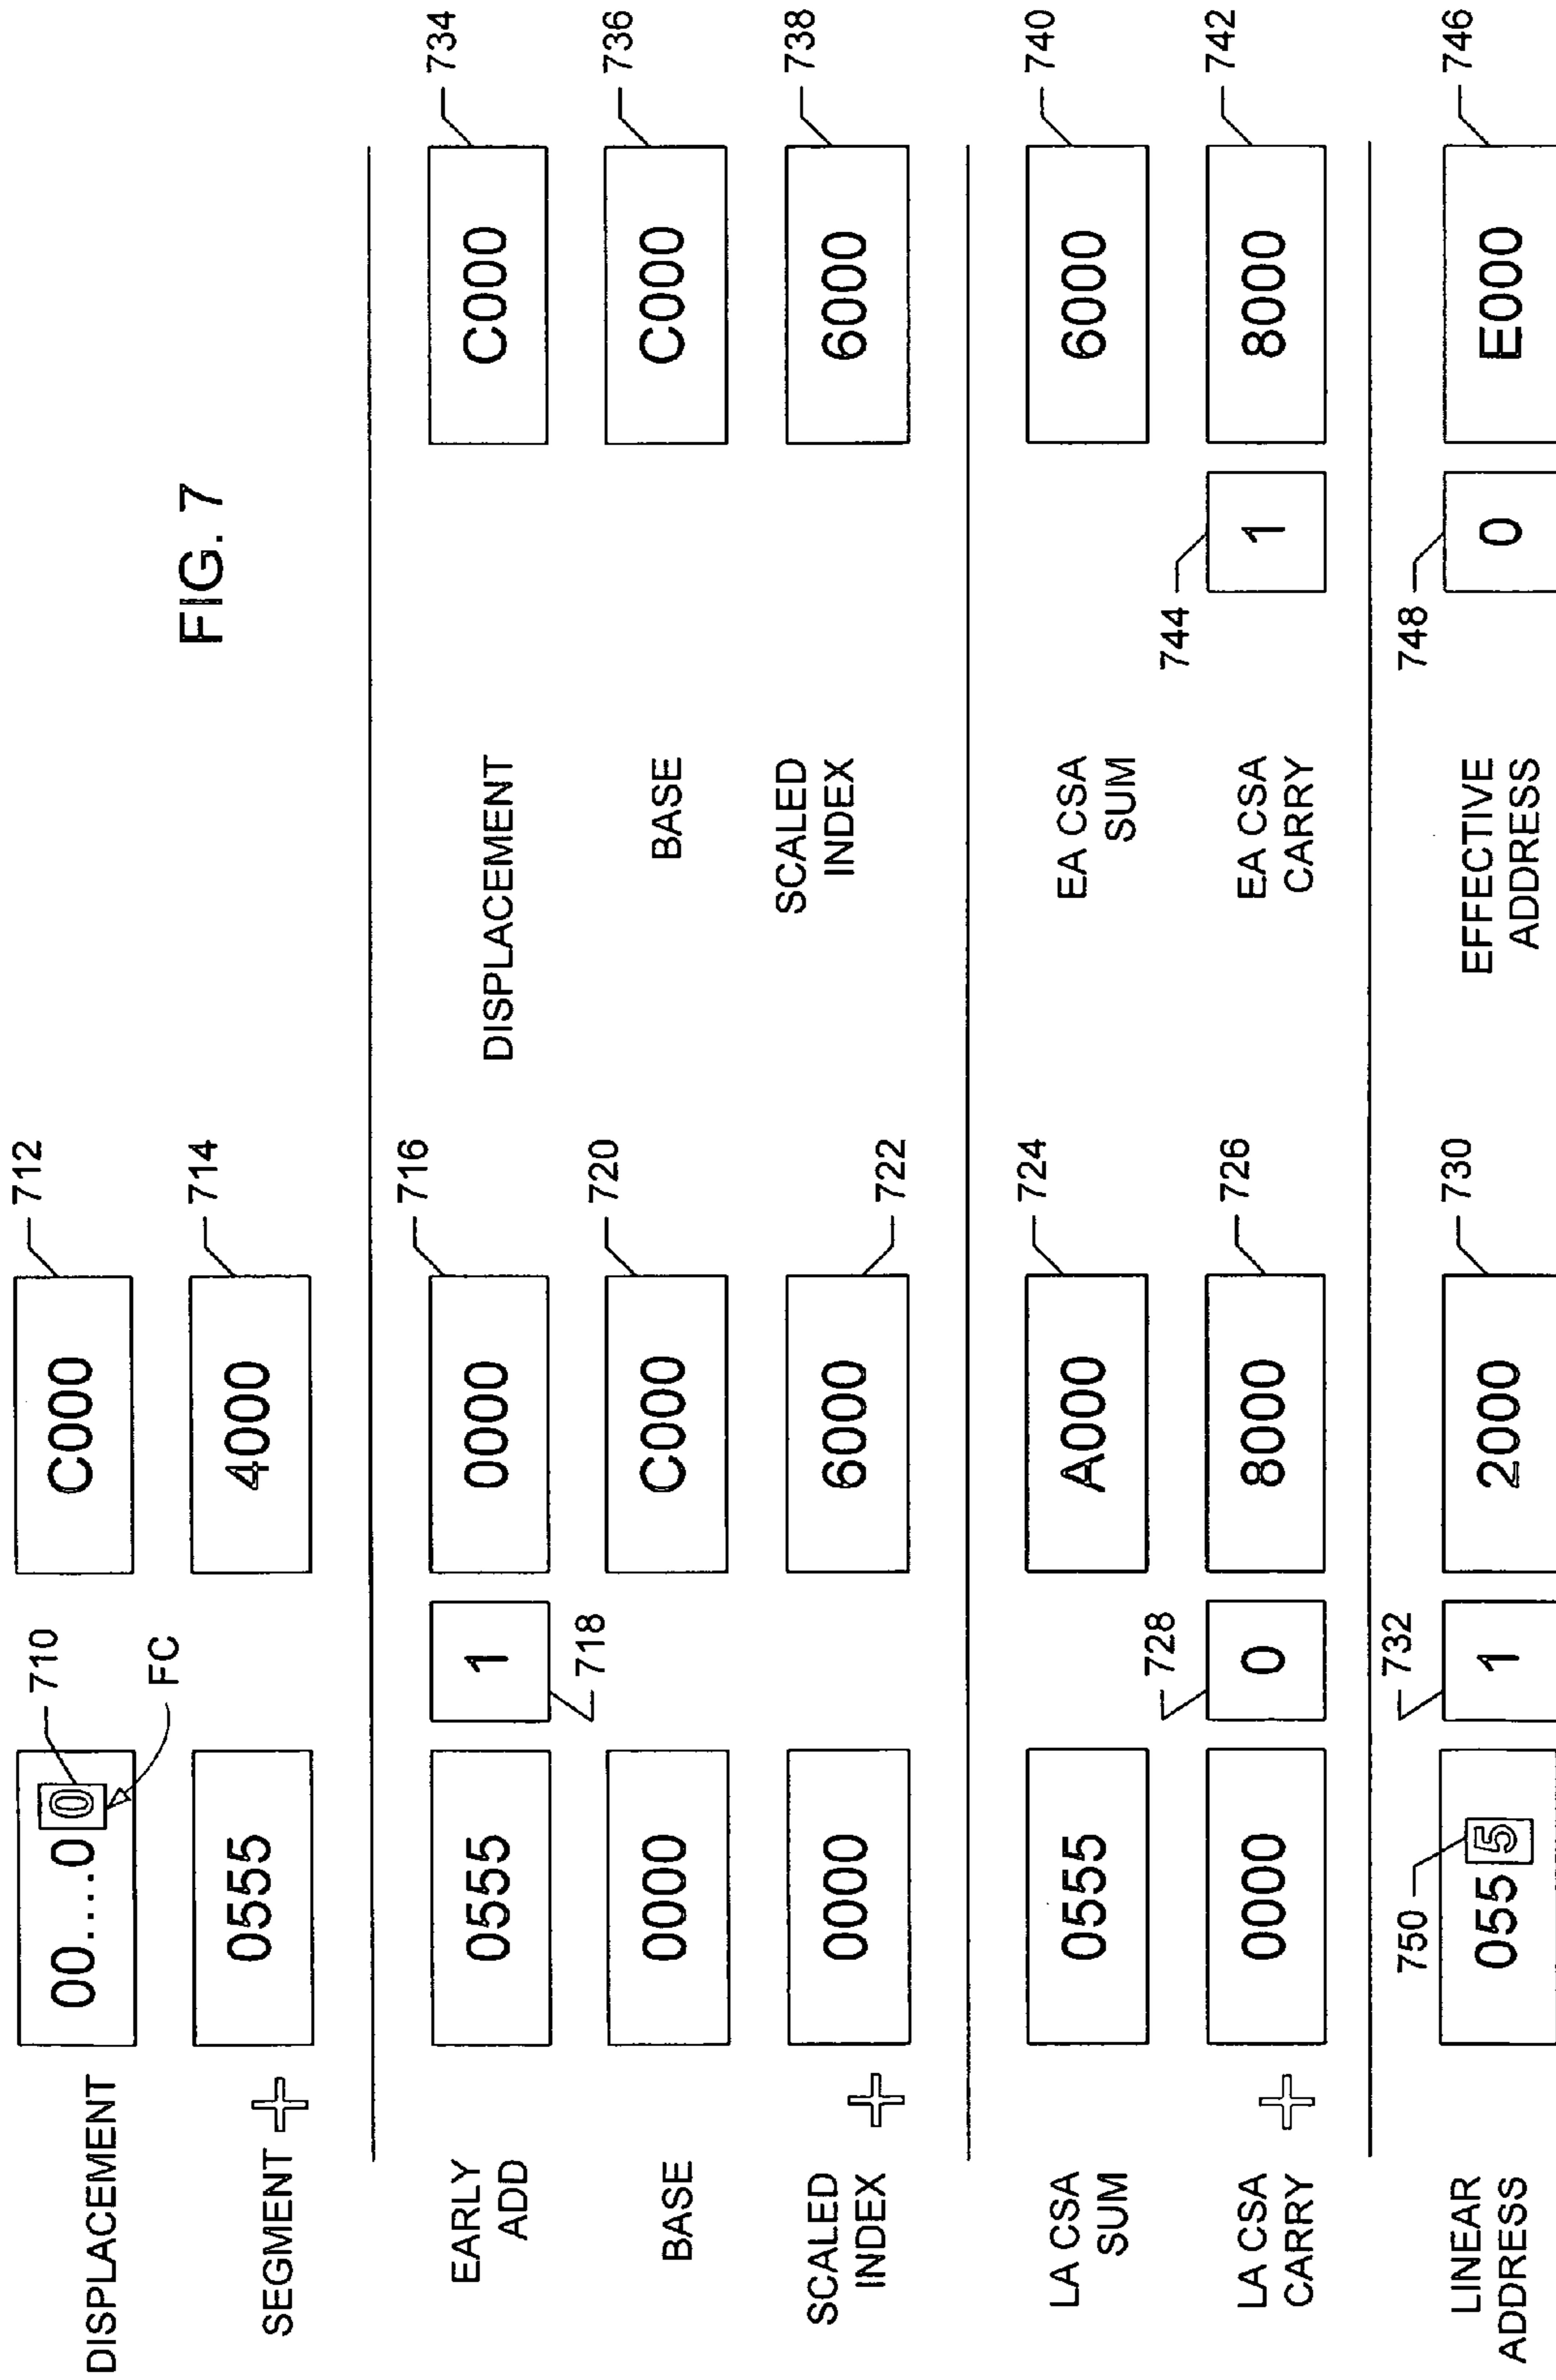 FIG. 7
DISPLACEMENT 00....0 0 C000
710
FC
712
SEGMENT + 0555 4000
714
EARLY
ADD
0555 1 0000
716
718
BASE 0000 C000
720
SCALED
INDEX
+ 0000 6000
722
DISPLACEMENT C000
734
BASE C000
736
SCALED
INDEX
6000
738
LA CSA
SUM
0555 A000
724
LA CSA
CARRY
+ 0000 0 8000
728
726
EA CSA
SUM
6000
740
EA CSA
CARRY
1 8000
744
742
LINEAR
ADDRESS
055 5 1 2000
750
732
730
EFFECTIVE
ADDRESS
0 E000
748
746